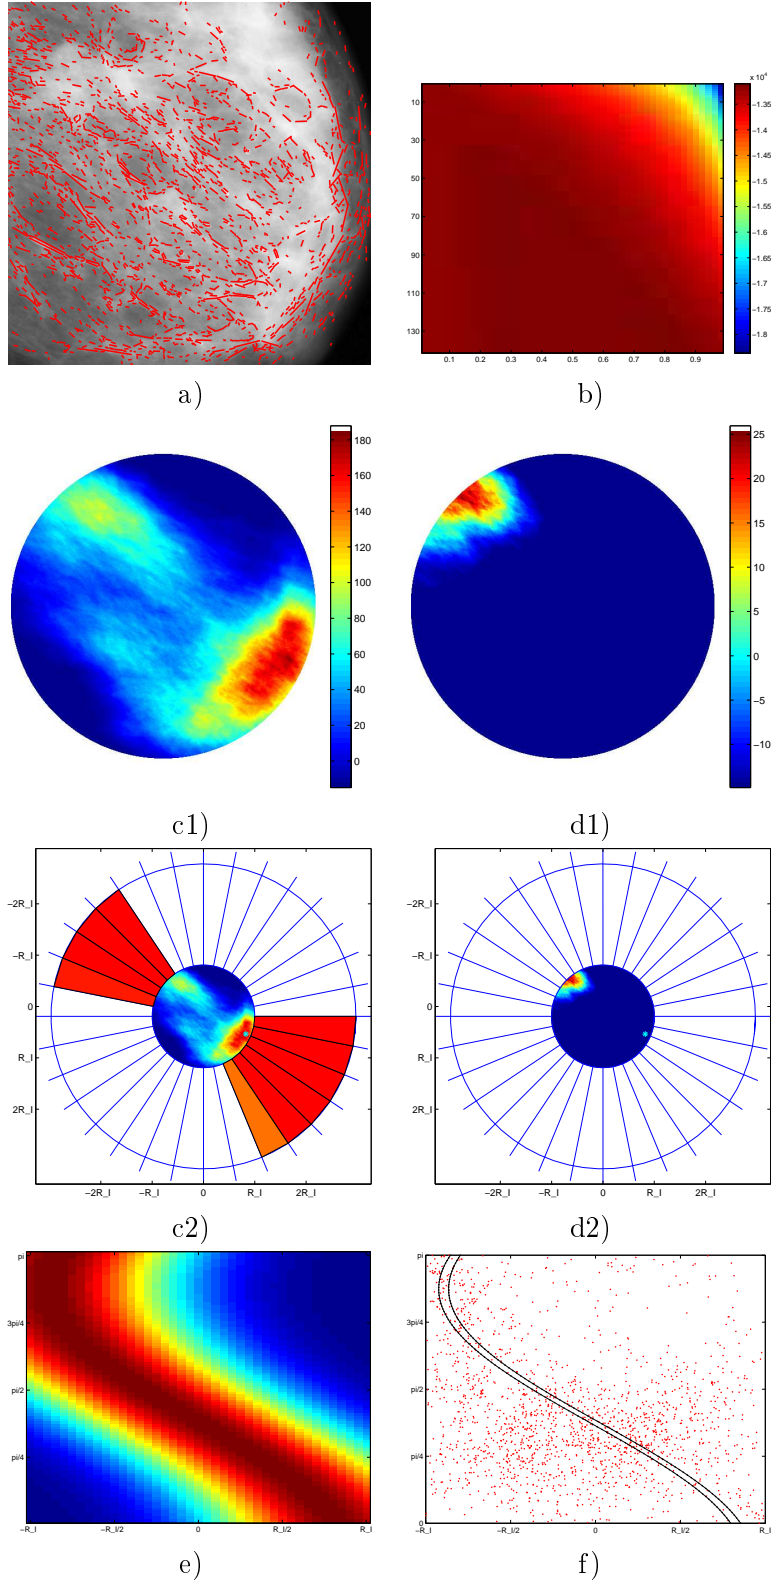 x 10^4
10
30
50
70
90
110
130
0.1 0.2 0.3 0.4 0.5 0.6 0.7 0.8 0.9
−1.35
−1.4
−1.45
−1.5
−1.55
−1.6
−1.65
−1.7
−1.75
−1.8
a) b)
180
160
140
120
100
80
60
40
20
0
25
20
15
10
5
0
−5
−10
c1) d1)
−2R_I
−R_I
0
R_I
2R_I
−2R_I −R_I 0 R_I 2R_I
−2R_I
−R_I
0
R_I
2R_I
−2R_I −R_I 0 R_I 2R_I
c2) d2)
pi
3pi/4
pi/2
pi/4
−R_I −R_I/2 0 R_I/2 R_I
pi
3pi/4
pi/2
pi/4
0
−R_I −R_I/2 0 R_I/2 R_I
e) f)